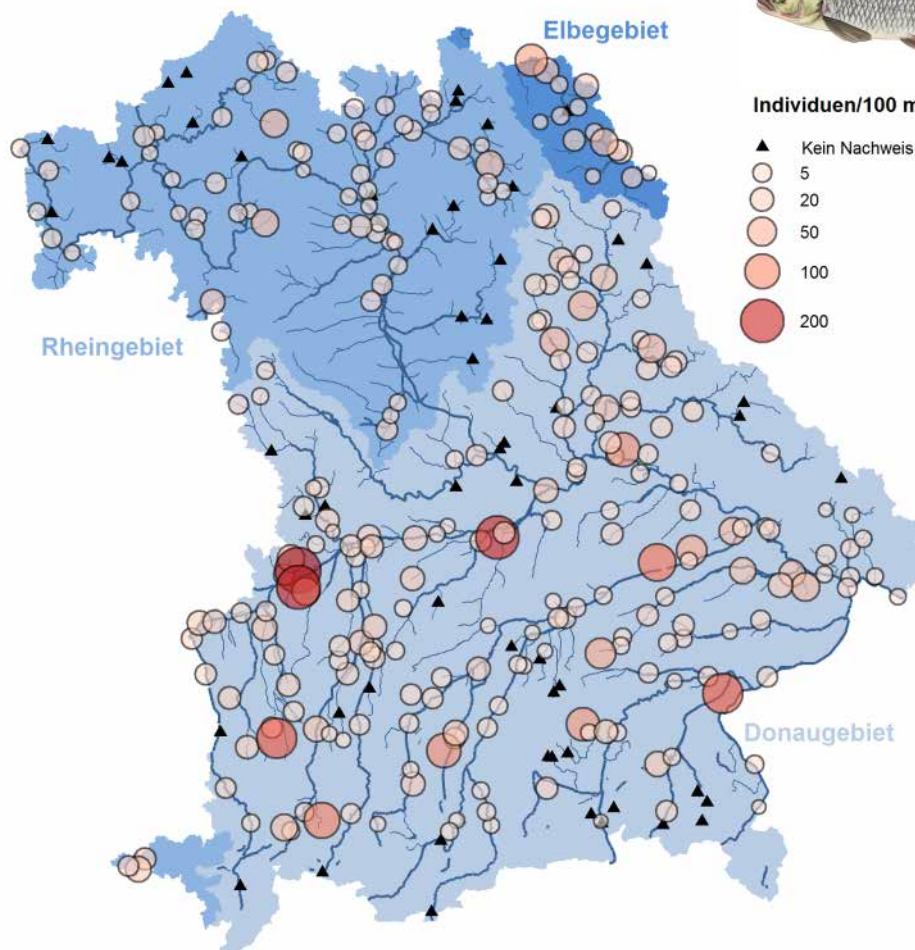 Elbegebiet
Individuen/100 m
Kein Nachweis
5
20
50
100
200
Rheingebiet
Donaugebiet